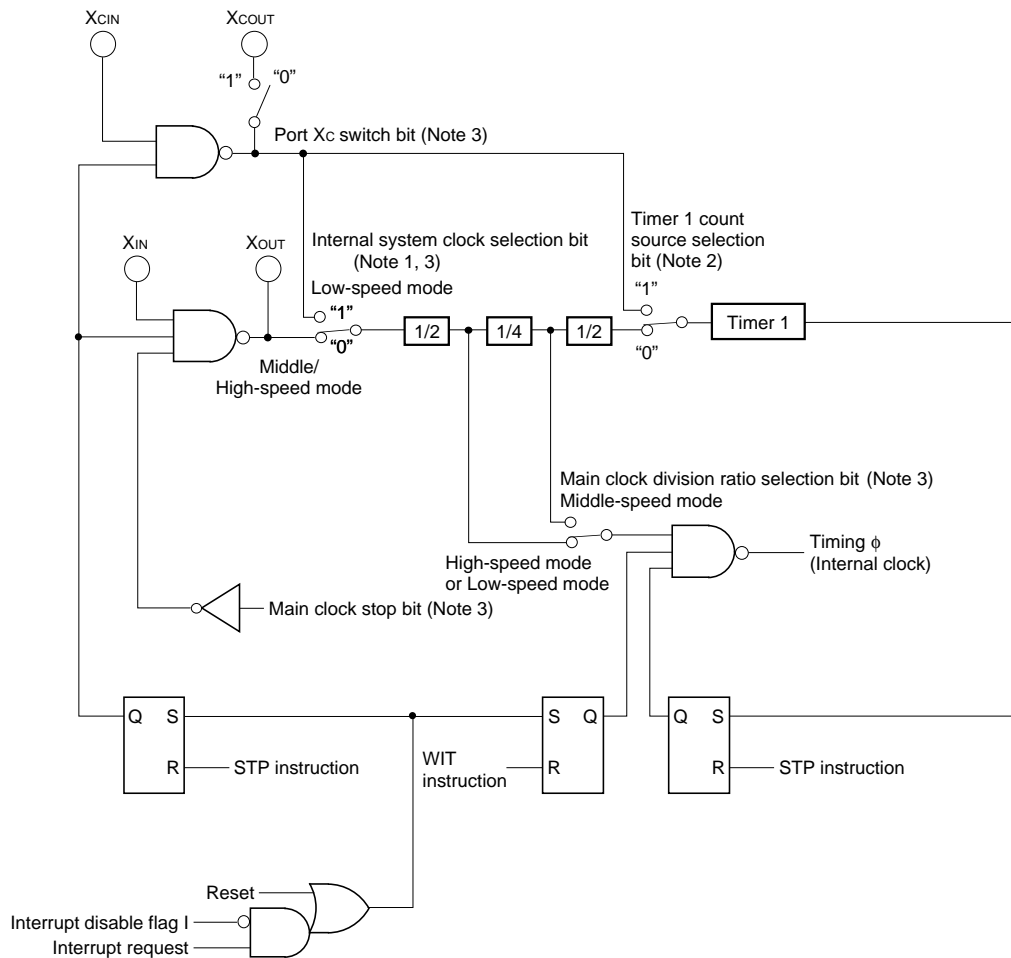 XCIN
XCOUT
“1”
“0”
Port XC switch bit (Note 3)
XIN
XOUT
Internal system clock selection bit
(Note 1, 3)
Low-speed mode
“1”
“0”
Middle/
High-speed mode
Timer 1 count
source selection
bit (Note 2)
“1”
“0”
1/2
1/4
1/2
Timer 1
Main clock division ratio selection bit (Note 3)
Middle-speed mode
High-speed mode
or Low-speed mode
Timing ϕ
(Internal clock)
Main clock stop bit (Note 3)
Q S
R
STP instruction
WIT
instruction
S Q
R
Q S
R
STP instruction
Reset
Interrupt disable flag I
Interrupt request